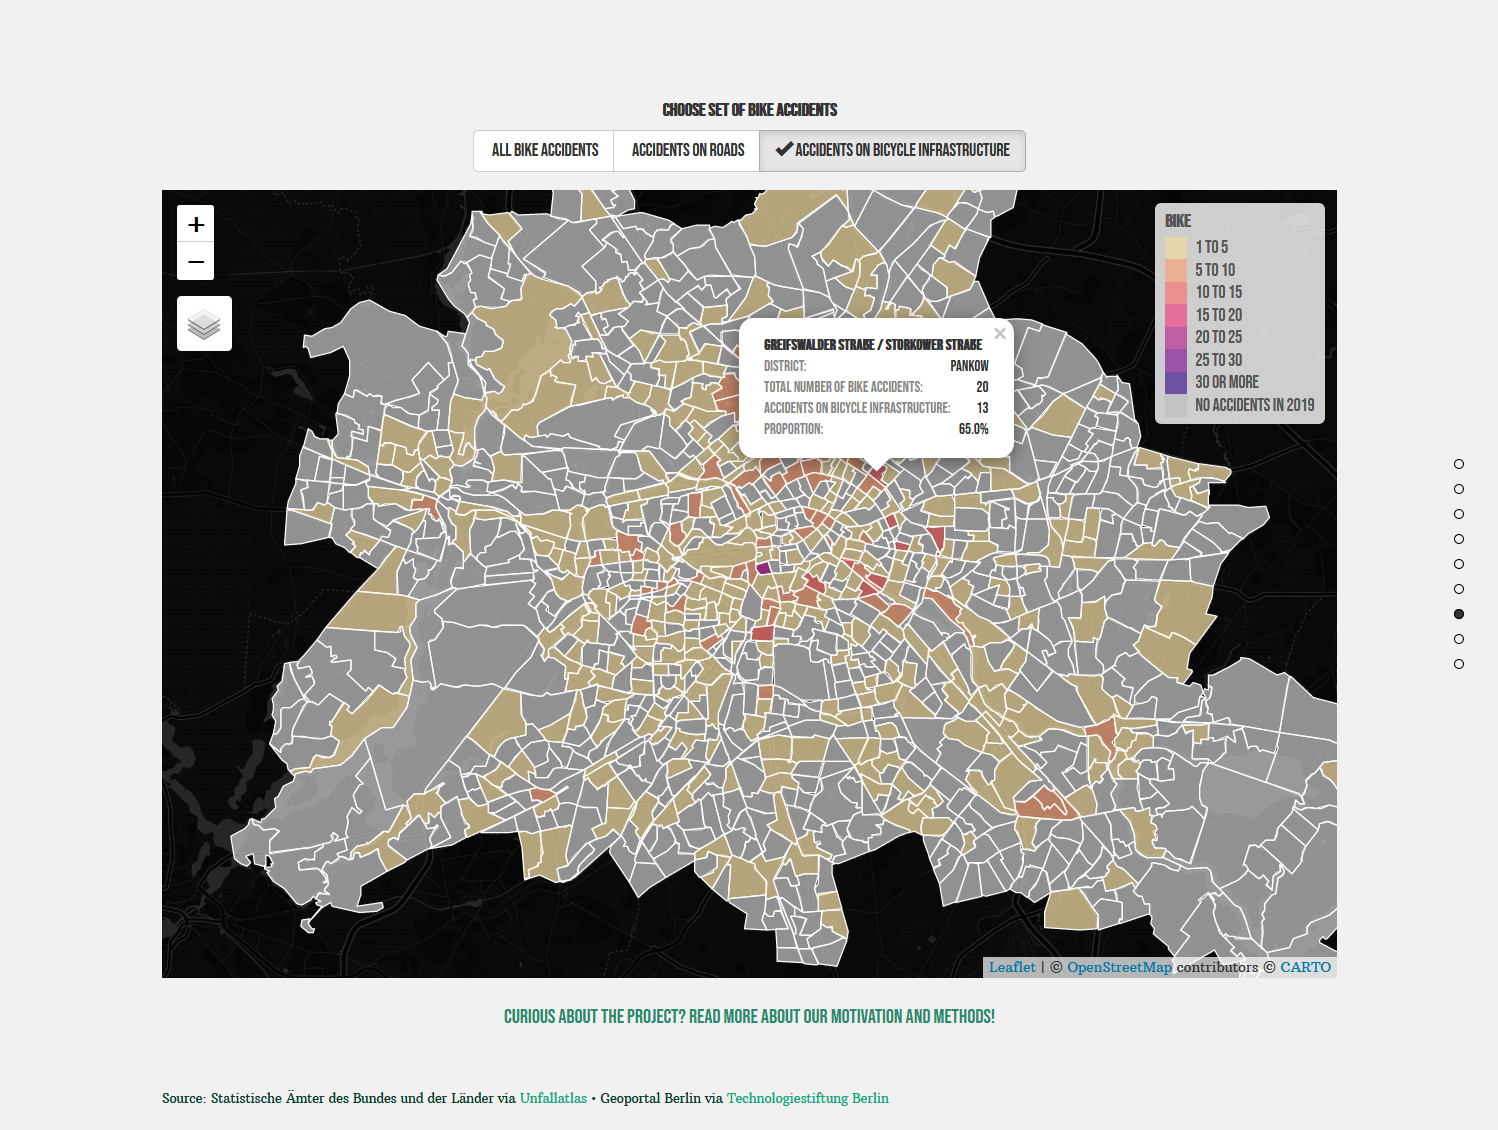 CHOOSE SET OF BIKE ACCIDENTS
ALL BIKE ACCIDENTS
ACCIDENTS ON ROADS
ACCIDENTS ON BICYCLE INFRASTRUCTURE
+
−
BIKE
1 TO 5
5 TO 10
10 TO 15
15 TO 20
20 TO 25
25 TO 30
30 OR MORE
NO ACCIDENTS IN 2019
×
GREIFSWALDER STRAßE / STORKOWER STRAßE
DISTRICT: PANKOW
TOTAL NUMBER OF BIKE ACCIDENTS: 20
ACCIDENTS ON BICYCLE INFRASTRUCTURE: 13
PROPORTION: 65.0%
Leaflet | © OpenStreetMap contributors © CARTO
CURIOUS ABOUT THE PROJECT? READ MORE ABOUT OUR MOTIVATION AND METHODS!
Source: Statistische Ämter des Bundes und der Länder via Unfallatlas • Geoportal Berlin via Technologiestiftung Berlin